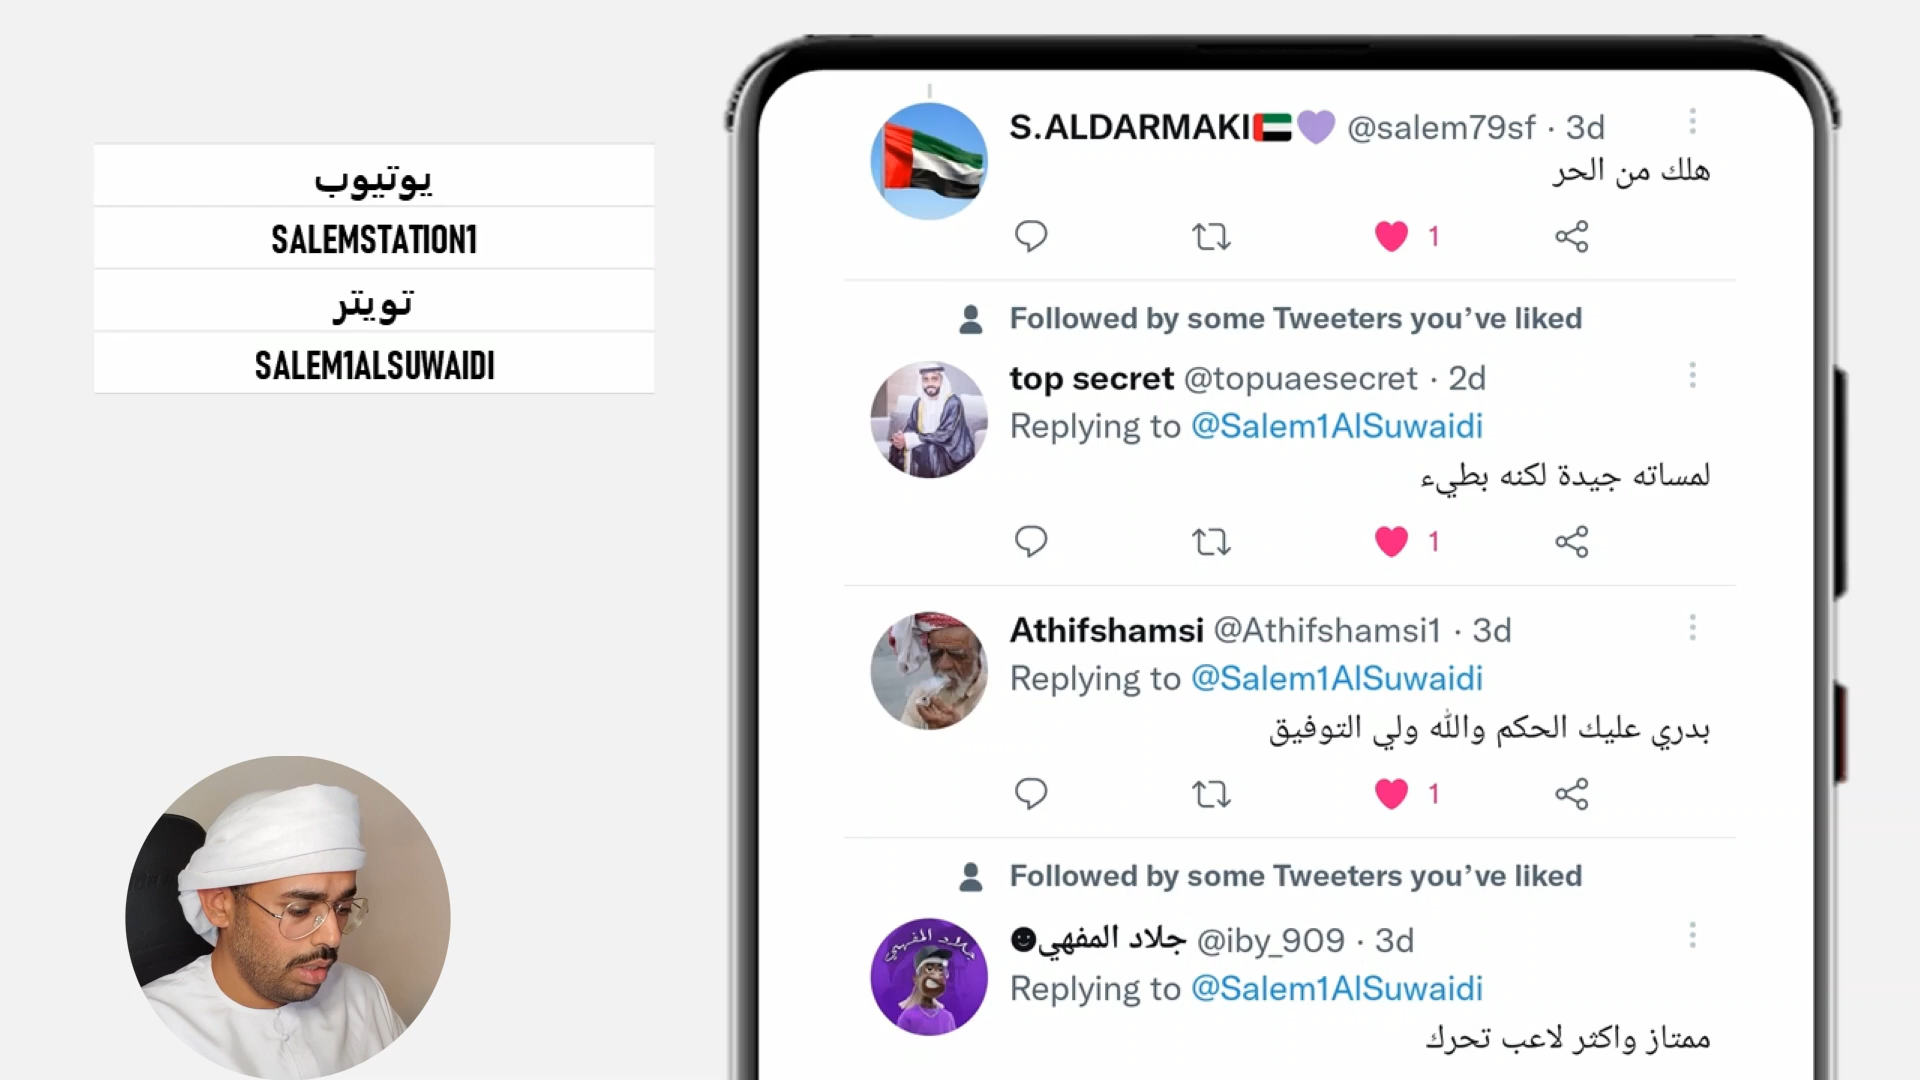 يوتيوب
SALEMSTATION1
تويتر
SALEM1ALSUWAIDI
S.ALDARMAKI🇦🇪💜 @salem79sf · 3d
هلك من الحر
1
Followed by some Tweeters you’ve liked
top secret @topuaesecret · 2d
Replying to @Salem1AlSuwaidi
لمساته جيدة لكنه بطيء
1
Athifshamsi @Athifshamsi1 · 3d
Replying to @Salem1AlSuwaidi
بدري عليك الحكم والله ولي التوفيق
1
Followed by some Tweeters you’ve liked
جلاد المفهي☻ @iby_909 · 3d
جلاد المفهي
Replying to @Salem1AlSuwaidi
ممتاز واكثر لاعب تحرك